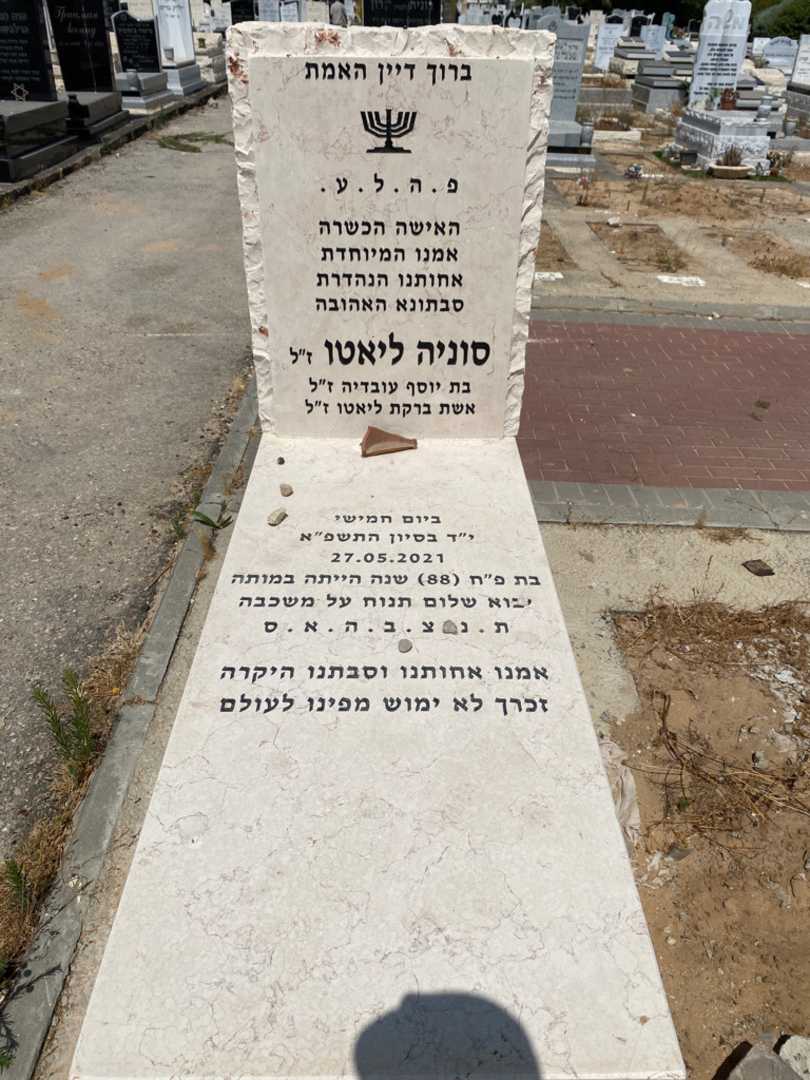 ברוך דיין האמת
פ.ה.ל.ע.
האישה הכשרה
אמנו המיוחדת
אחותנו הנהדרת
סבתונא האהובה
סוניה ליאטו ז"ל
בת יוסף עובדיה ז"ל
אשת ברקת ליאטו ז"ל
ביום חמישי
י"ד בסיון התשפ"א
27.05.2021
בת פ"ח (88) שנה הייתה במותה
יבוא שלום תנוח על משכבה
ת.נ.צ.ב.ה.א.ס
אמנו אחותנו וסבתנו היקרה
זכרך לא ימוש מפינו לעולם